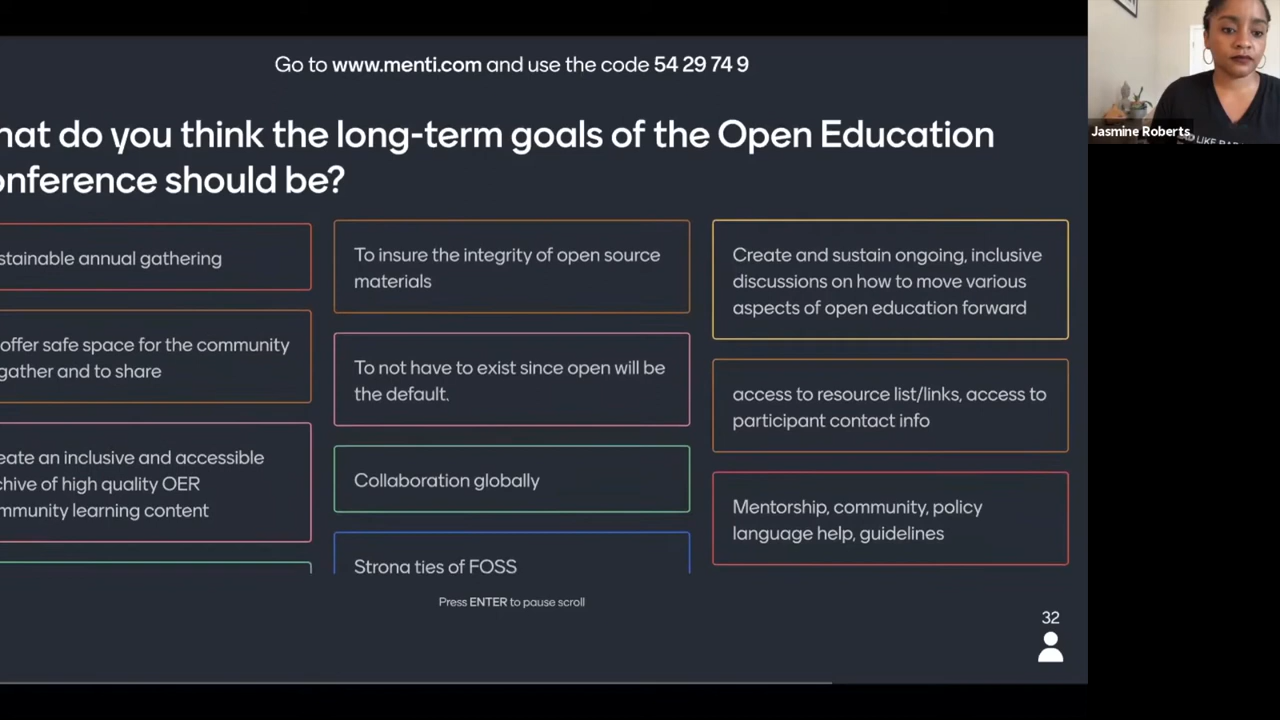 Go to www.menti.com and use the code 54 29 74 9
hat do you think the long-term goals of the Open Education
onference should be?
stainable annual gathering
offer safe space for the community
gather and to share
eate an inclusive and accessible
chive of high quality OER
mmunity learning content
To insure the integrity of open source
materials
To not have to exist since open will be
the default.
Collaboration globally
Strong ties of FOSS
Create and sustain ongoing, inclusive
discussions on how to move various
aspects of open education forward
access to resource list/links, access to
participant contact info
Mentorship, community, policy
language help, guidelines
Press ENTER to pause scroll
32
Jasmine Roberts
LIKE